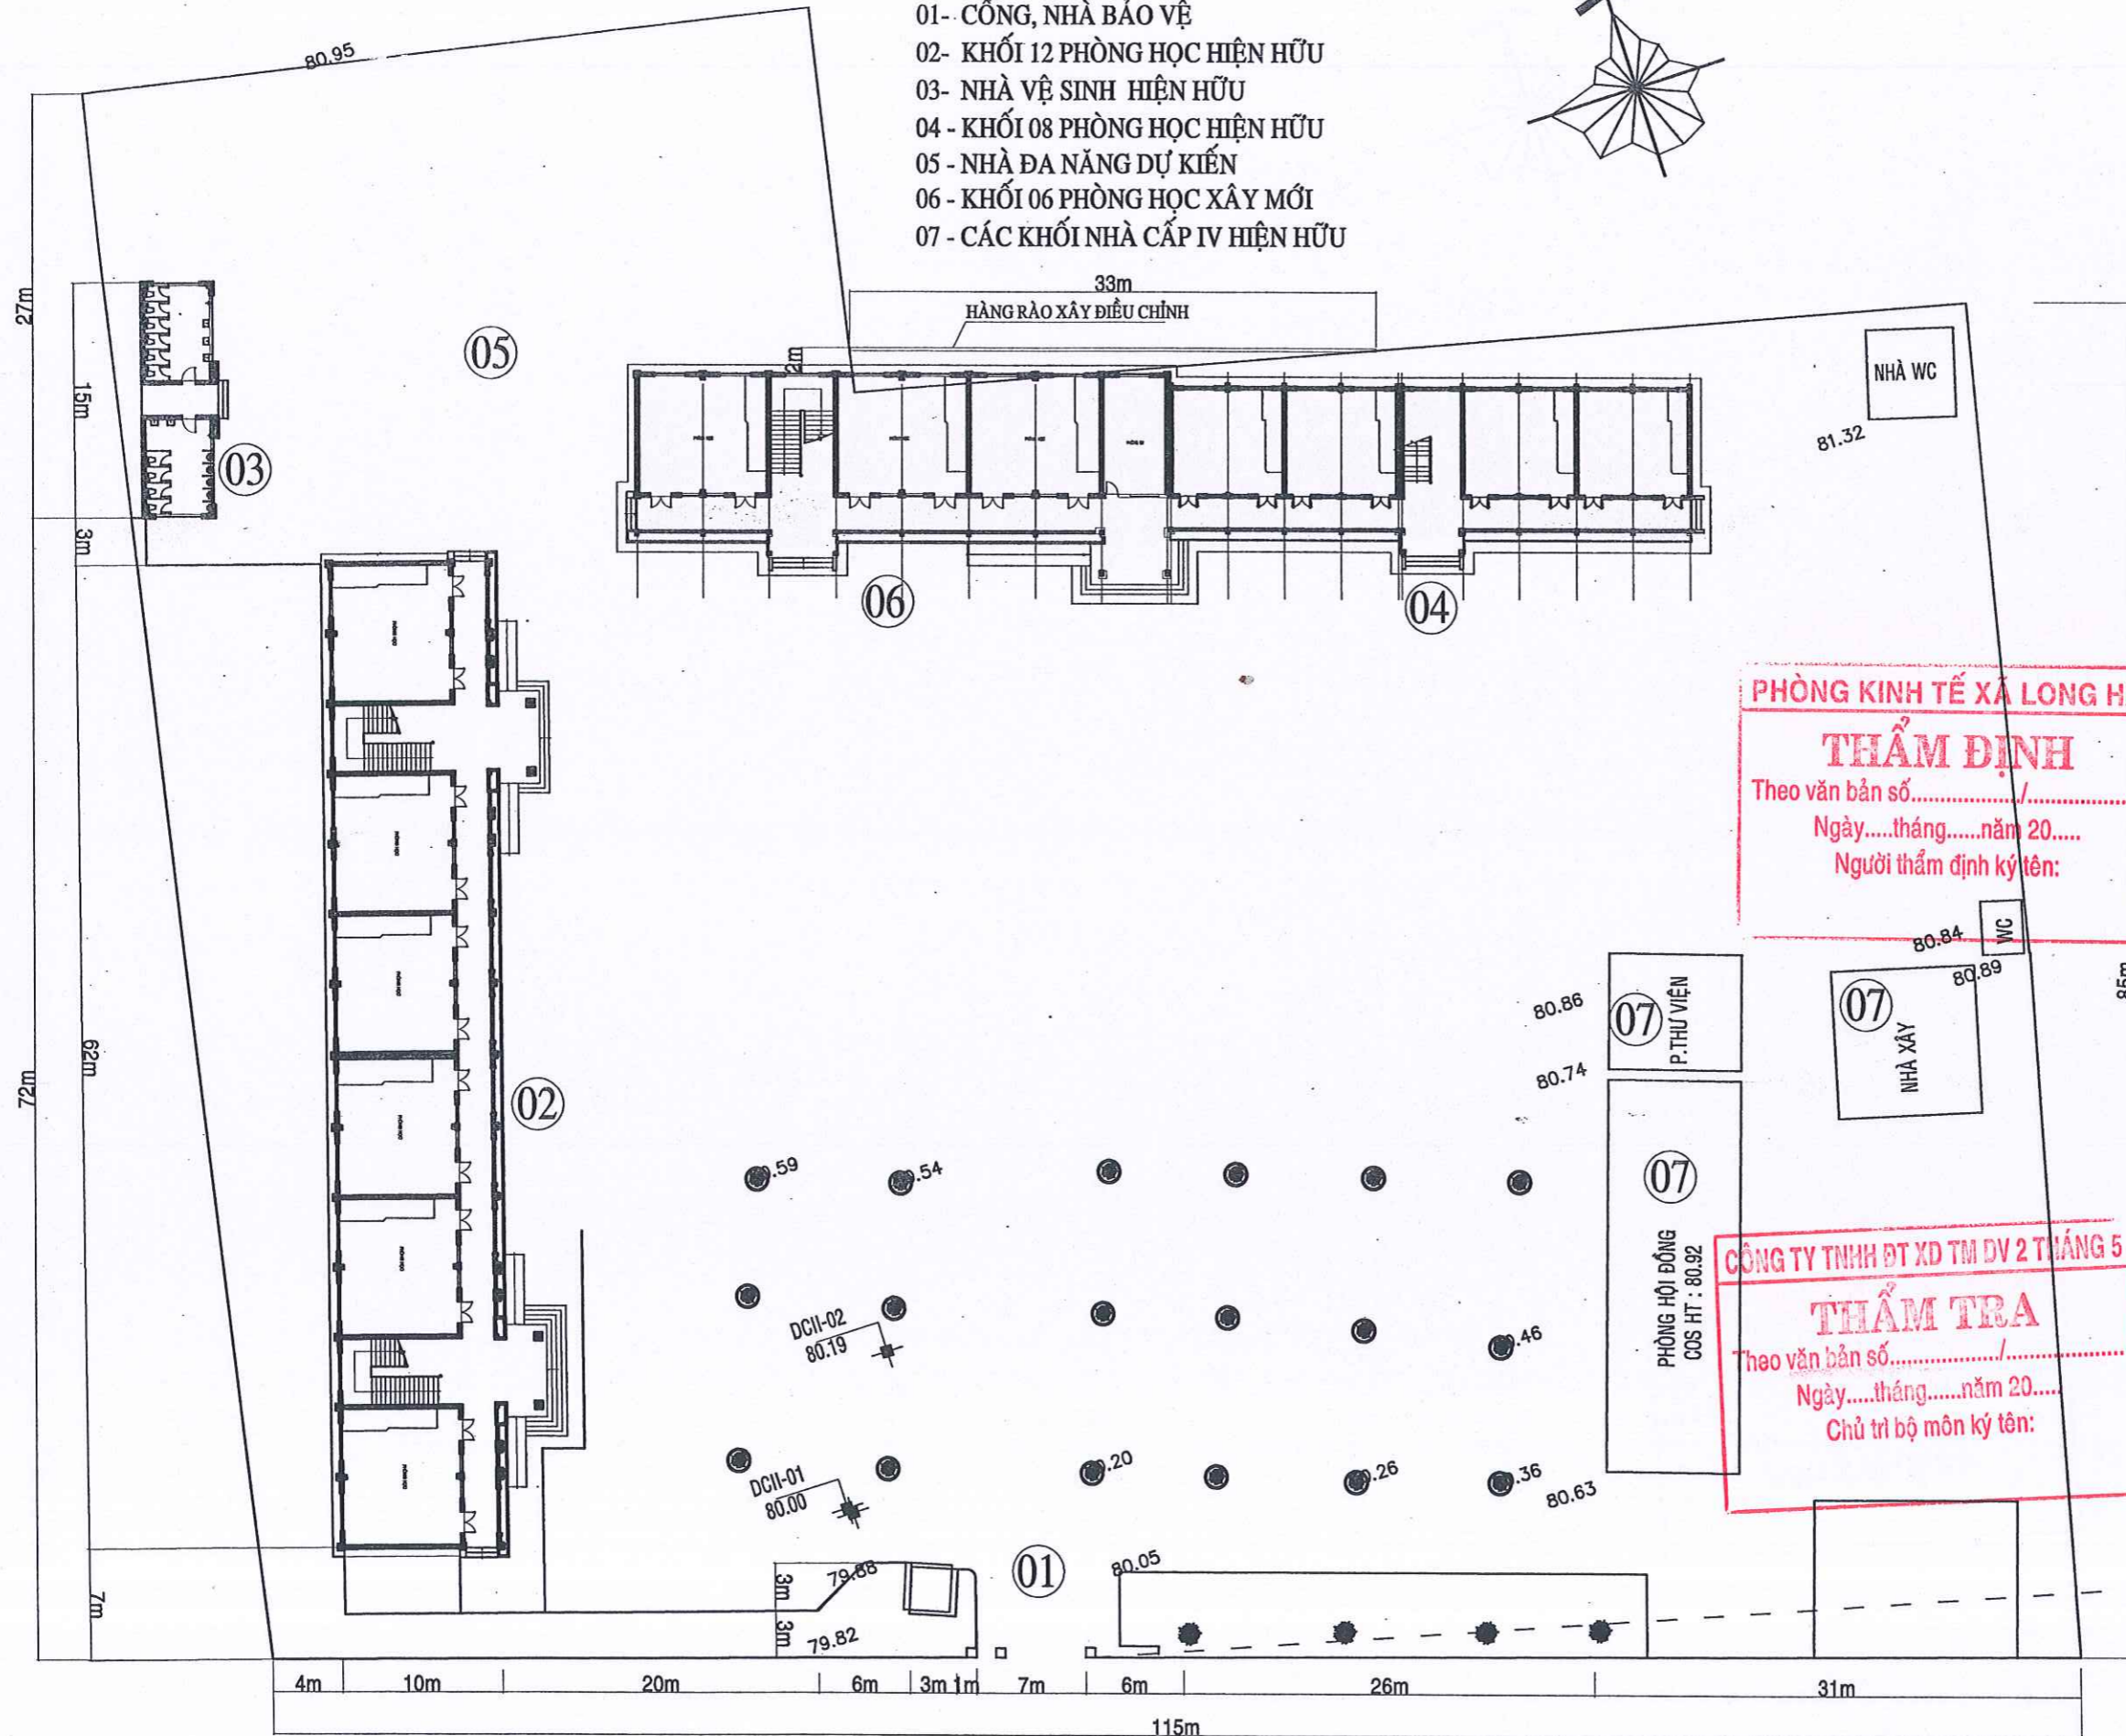 01- CỔNG, NHÀ BẢO VỆ
02- KHỐI 12 PHÒNG HỌC HIỆN HỮU
03- NHÀ VỆ SINH HIỆN HỮU
04 - KHỐI 08 PHÒNG HỌC HIỆN HỮU
05 - NHÀ ĐA NĂNG DỰ KIẾN
06 - KHỐI 06 PHÒNG HỌC XÂY MỚI
07 - CÁC KHỐI NHÀ CẤP IV HIỆN HỮU
80.95
33m
HÀNG RÀO XÂY ĐIỀU CHỈNH
2m
27m
05
NHÀ WC
15m
81.32
03
3m
06
04
PHÒNG KINH TẾ XÃ LONG H
THẨM ĐỊNH
Theo văn bản số................../.................
Ngày.....tháng......năm 20.....
Người thẩm định ký tên:
80.84
WC
80.89
85m
80.86
07
P.THƯ VIỆN
07
NHÀ XÂY
80.74
62m
72m
02
.59
.54
07
PHÒNG HỘI ĐỒNG
COS HT : 80.92
CÔNG TY TNHH ĐT XD TM DV 2 THÁNG 5
THẨM TRA
Theo văn bản số................../...................
Ngày.....tháng......năm 20.....
Chủ trì bộ môn ký tên:
DCII-02
80.19
.46
DCII-01
80.00
.20
.26
.36
80.63
01
80.05
3m
79.88
7m
3m
79.82
4m
10m
20m
6m
3m
1m
7m
6m
26m
31m
115m